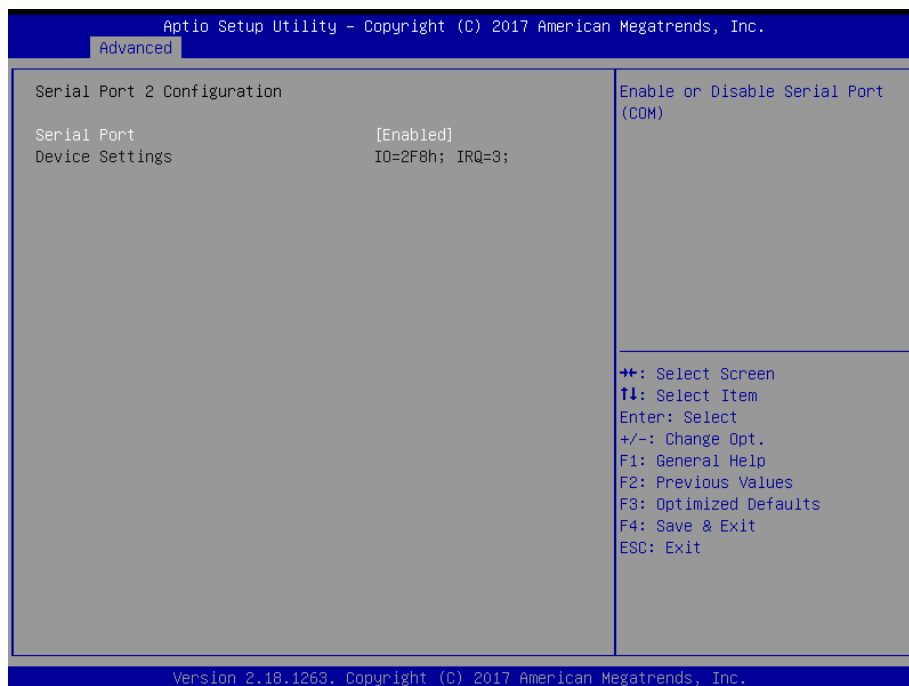 Aptio Setup Utility – Copyright (C) 2017 American Megatrends, Inc.
Advanced
Serial Port 2 Configuration
Serial Port [Enabled]
Device Settings IO=2F8h; IRQ=3;
Enable or Disable Serial Port
(COM)
→←: Select Screen
↑↓: Select Item
Enter: Select
+/-: Change Opt.
F1: General Help
F2: Previous Values
F3: Optimized Defaults
F4: Save & Exit
ESC: Exit
Version 2.18.1263. Copyright (C) 2017 American Megatrends, Inc.